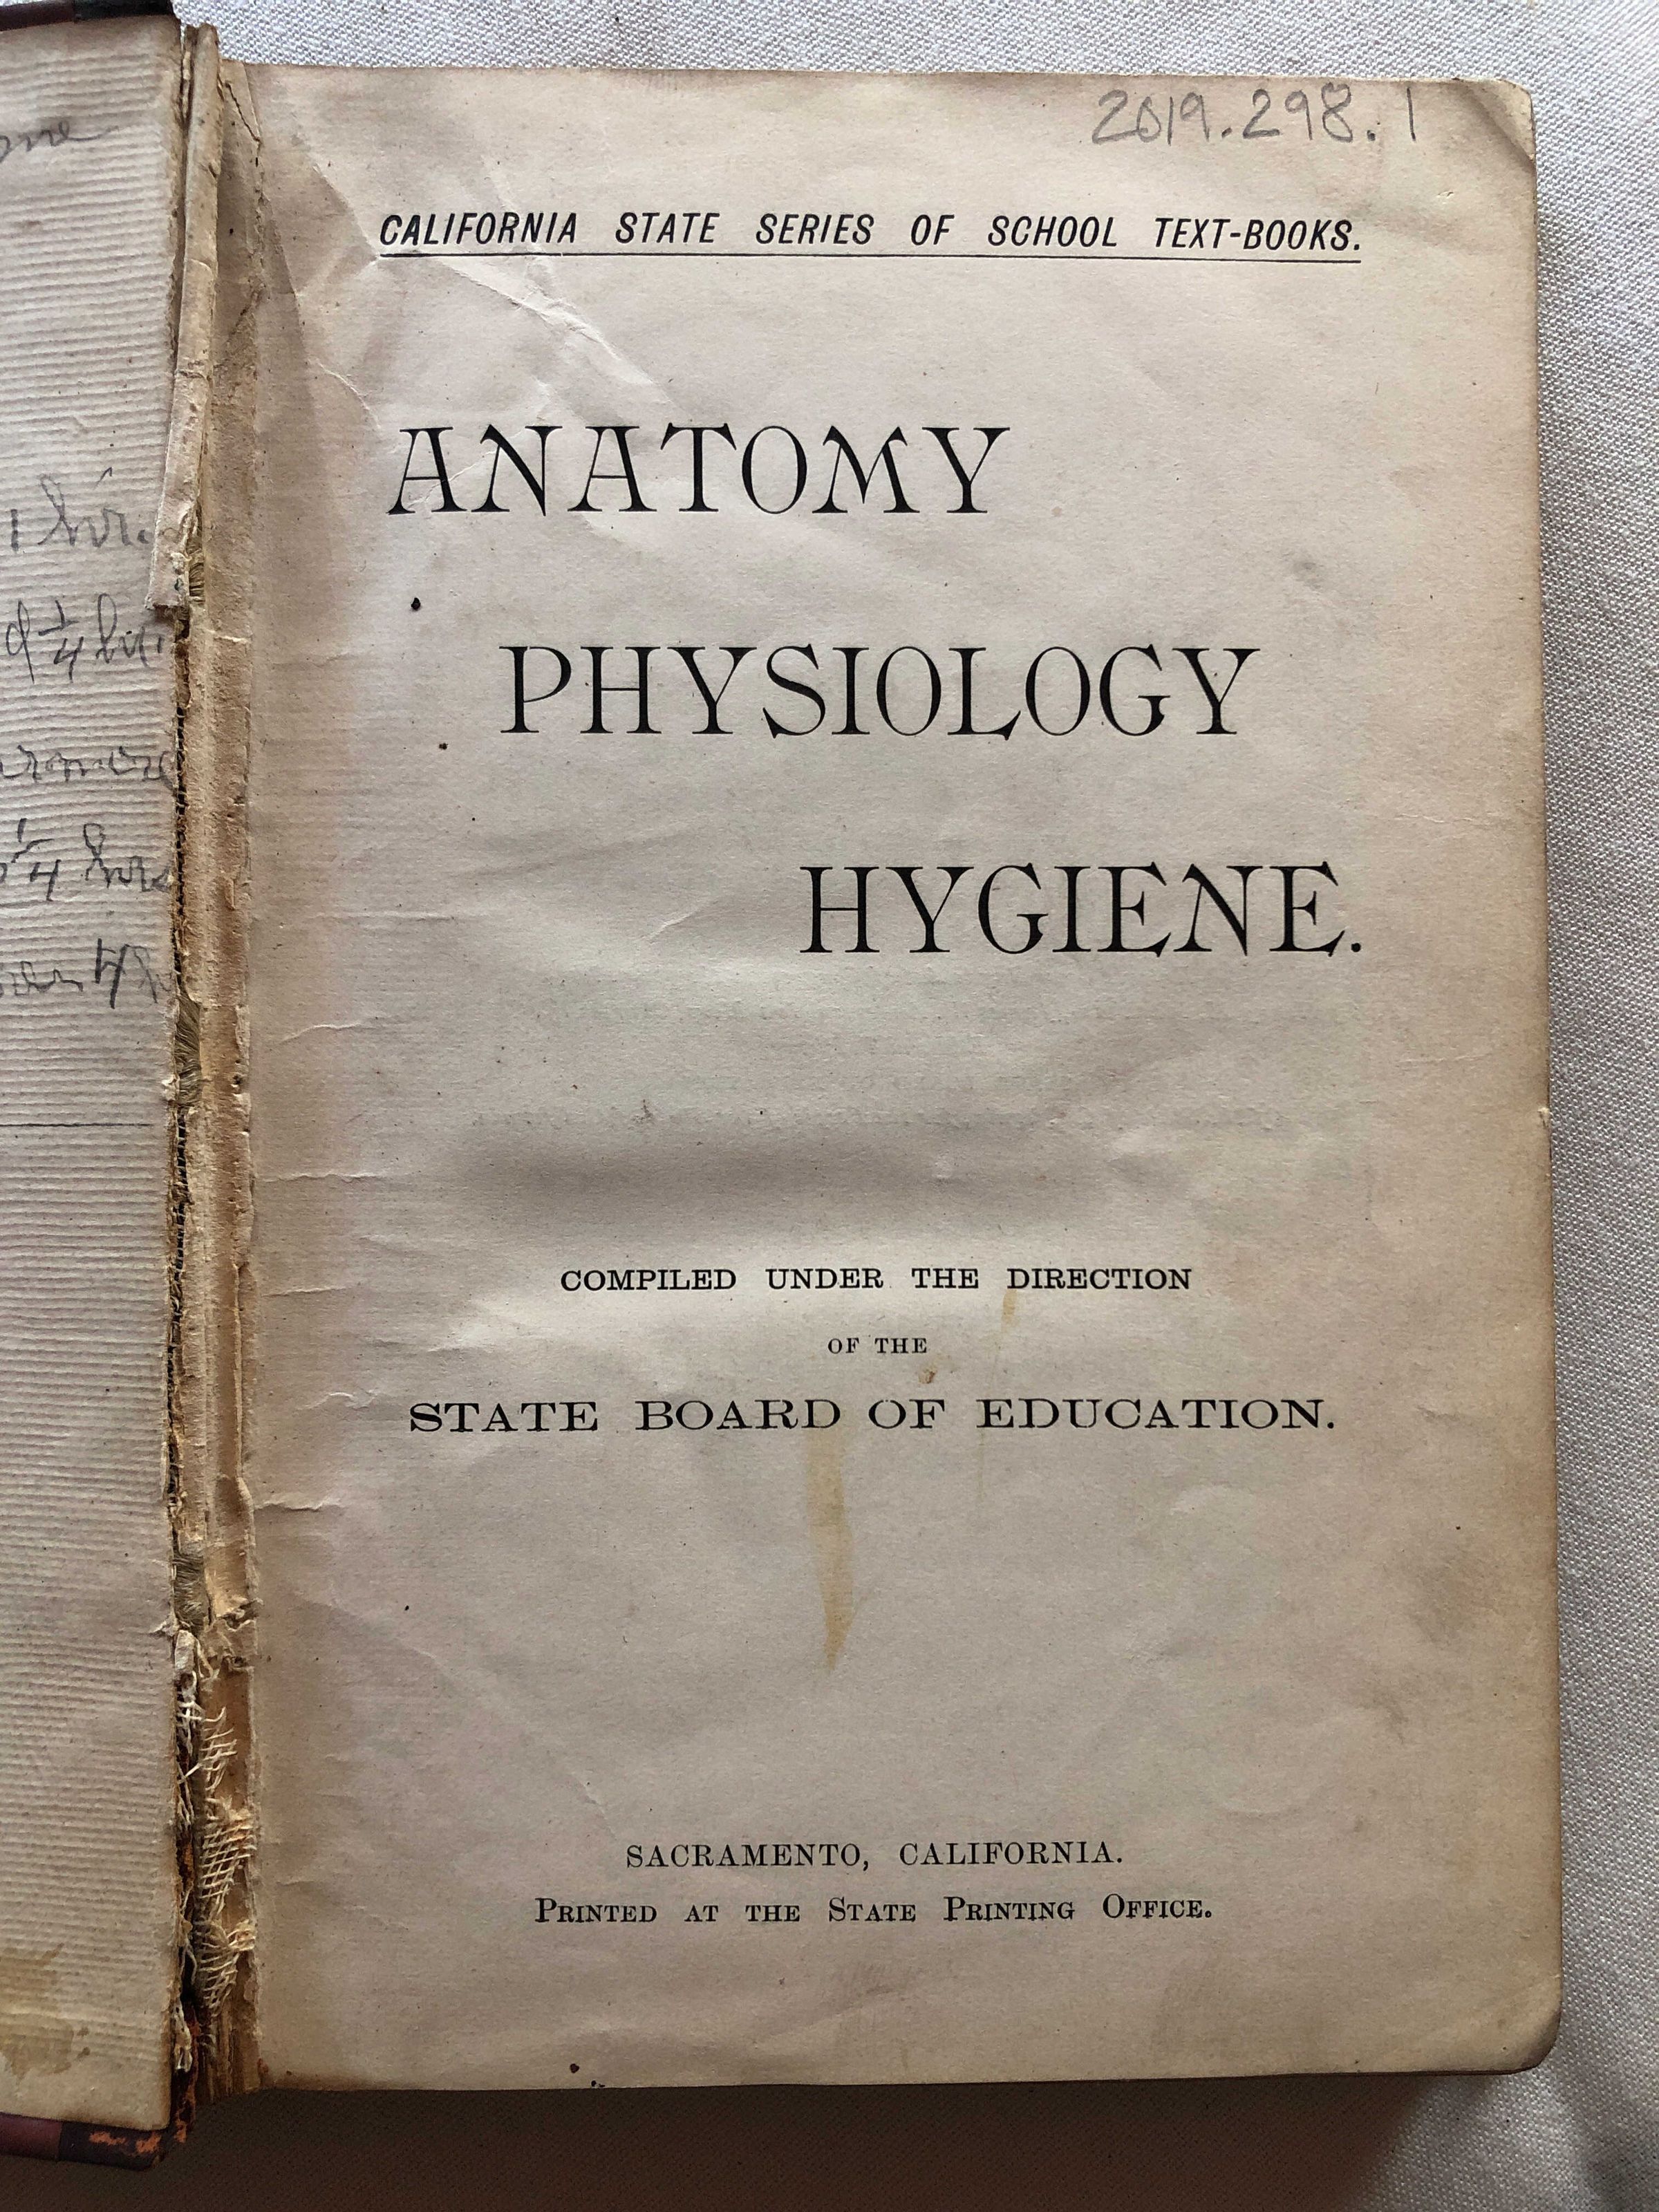 2019.298.1
CALIFORNIA STATE SERIES OF SCHOOL TEXT-BOOKS.
ANATOMY
PHYSIOLOGY
HYGIENE.
COMPILED UNDER THE DIRECTION
OF THE
STATE BOARD OF EDUCATION.
SACRAMENTO, CALIFORNIA.
PRINTED AT THE STATE PRINTING OFFICE.